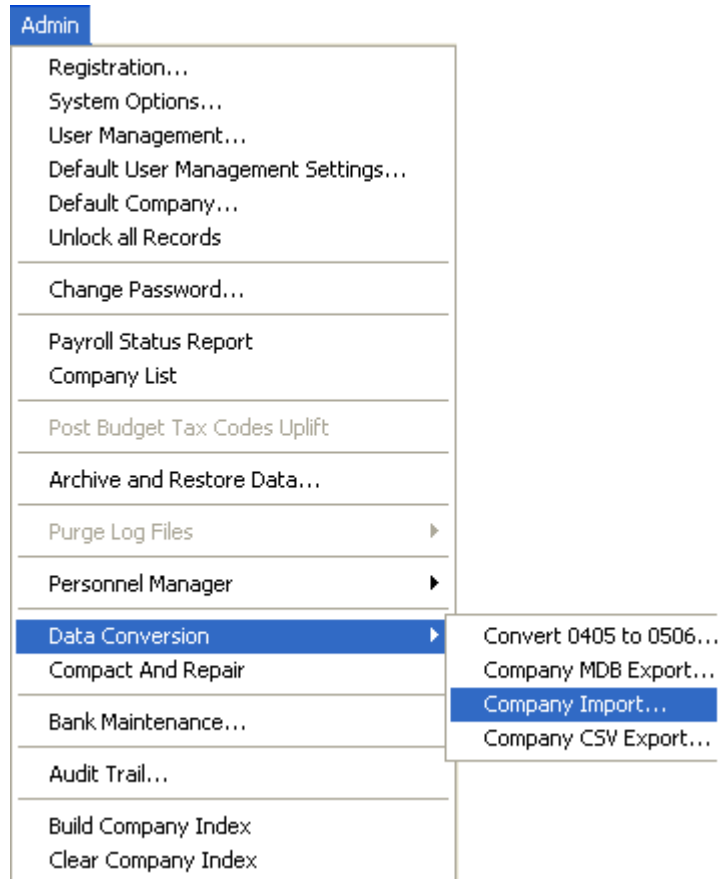 Admin
Registration...
System Options...
User Management...
Default User Management Settings...
Default Company...
Unlock all Records
Change Password...
Payroll Status Report
Company List
Post Budget Tax Codes Uplift
Archive and Restore Data...
Purge Log Files
Personnel Manager
Data Conversion
Convert 0405 to 0506...
Compact And Repair
Company MDB Export...
Company Import...
Bank Maintenance...
Company CSV Export...
Audit Trail...
Build Company Index
Clear Company Index